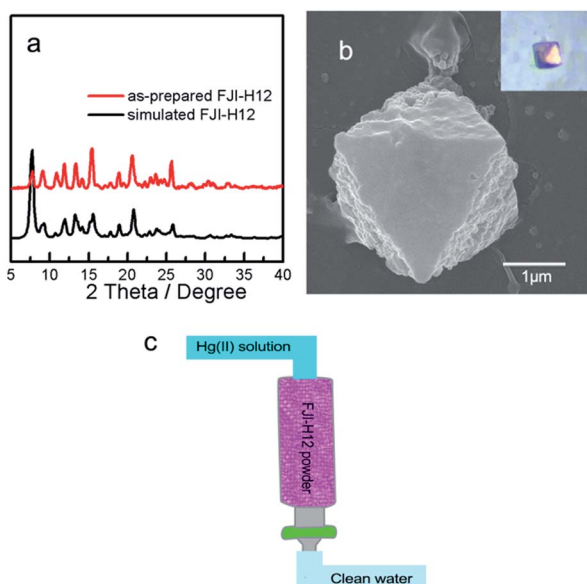 a
as-prepared FJI-H12
simulated FJI-H12
5 10 15 20 25 30 35 40
2 Theta / Degree
b
1μm
c
Hg(II) solution
FJI-H12 powder
Clean water